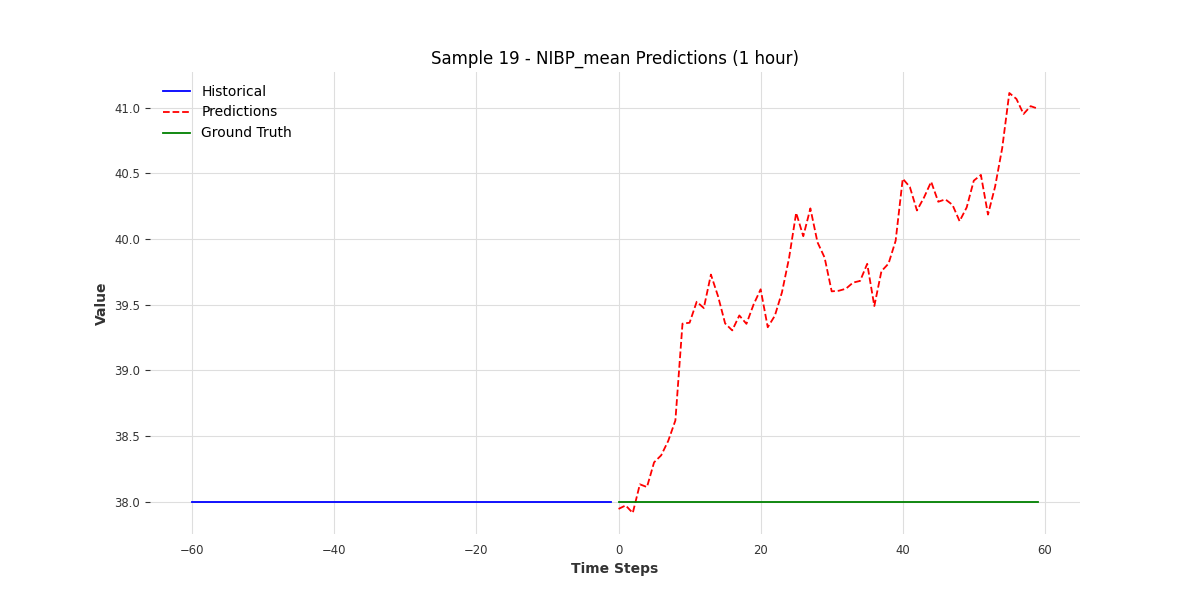 Sample 19 - NIBP_mean Predictions (1 hour)
Historical
Predictions
Ground Truth
41.0
40.5
40.0
39.5
39.0
38.5
38.0
Value
−60
−40
−20
0
20
40
60
Time Steps